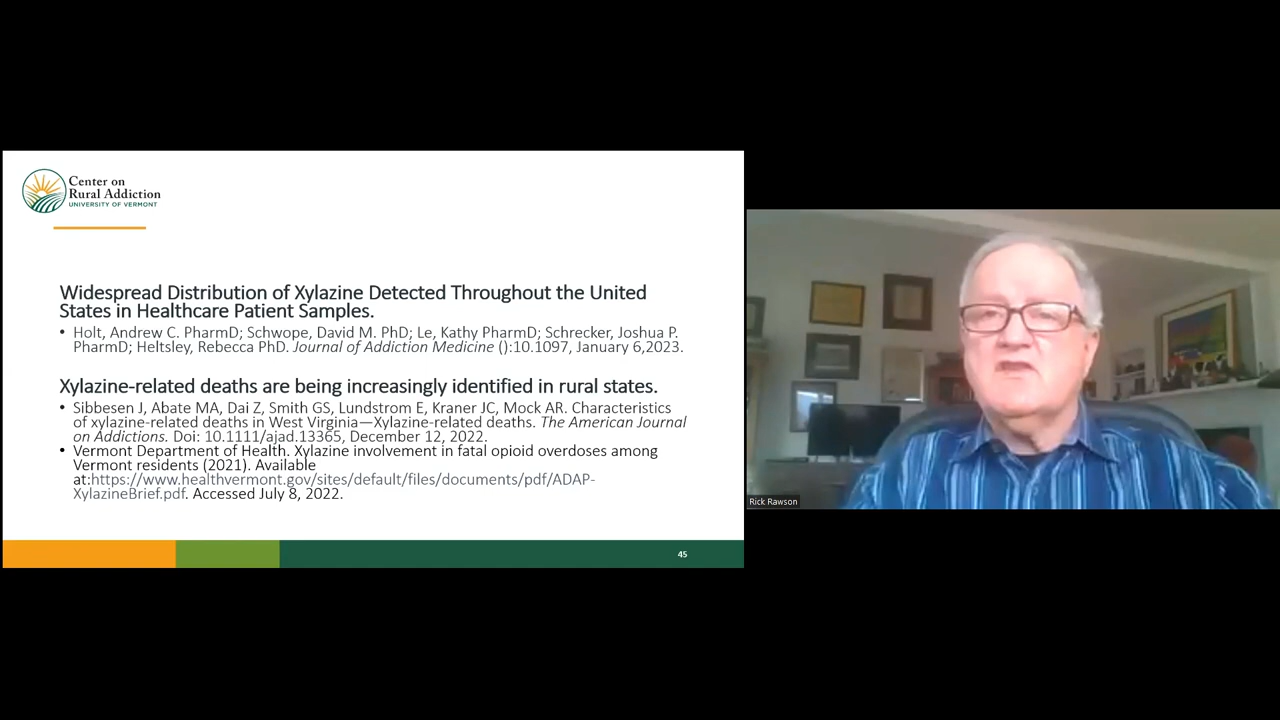 Center on
Rural Addiction
UNIVERSITY OF VERMONT
Widespread Distribution of Xylazine Detected Throughout the United
States in Healthcare Patient Samples.
• Holt, Andrew C. PharmD; Schwope, David M. PhD; Le, Kathy PharmD; Schrecker, Joshua P.
PharmD; Heltsley, Rebecca PhD. Journal of Addiction Medicine ():10.1097, January 6,2023.
Xylazine-related deaths are being increasingly identified in rural states.
• Sibbesen J, Abate MA, Dai Z, Smith GS, Lundstrom E, Kraner JC, Mock AR. Characteristics
of xylazine-related deaths in West Virginia—Xylazine-related deaths. The American Journal
on Addictions. Doi: 10.1111/ajad.13365, December 12, 2022.
• Vermont Department of Health. Xylazine involvement in fatal opioid overdoses among
Vermont residents (2021). Available
at:https://www.healthvermont.gov/sites/default/files/documents/pdf/ADAP-
XylazineBrief.pdf. Accessed July 8, 2022.
45
Rick Rawson